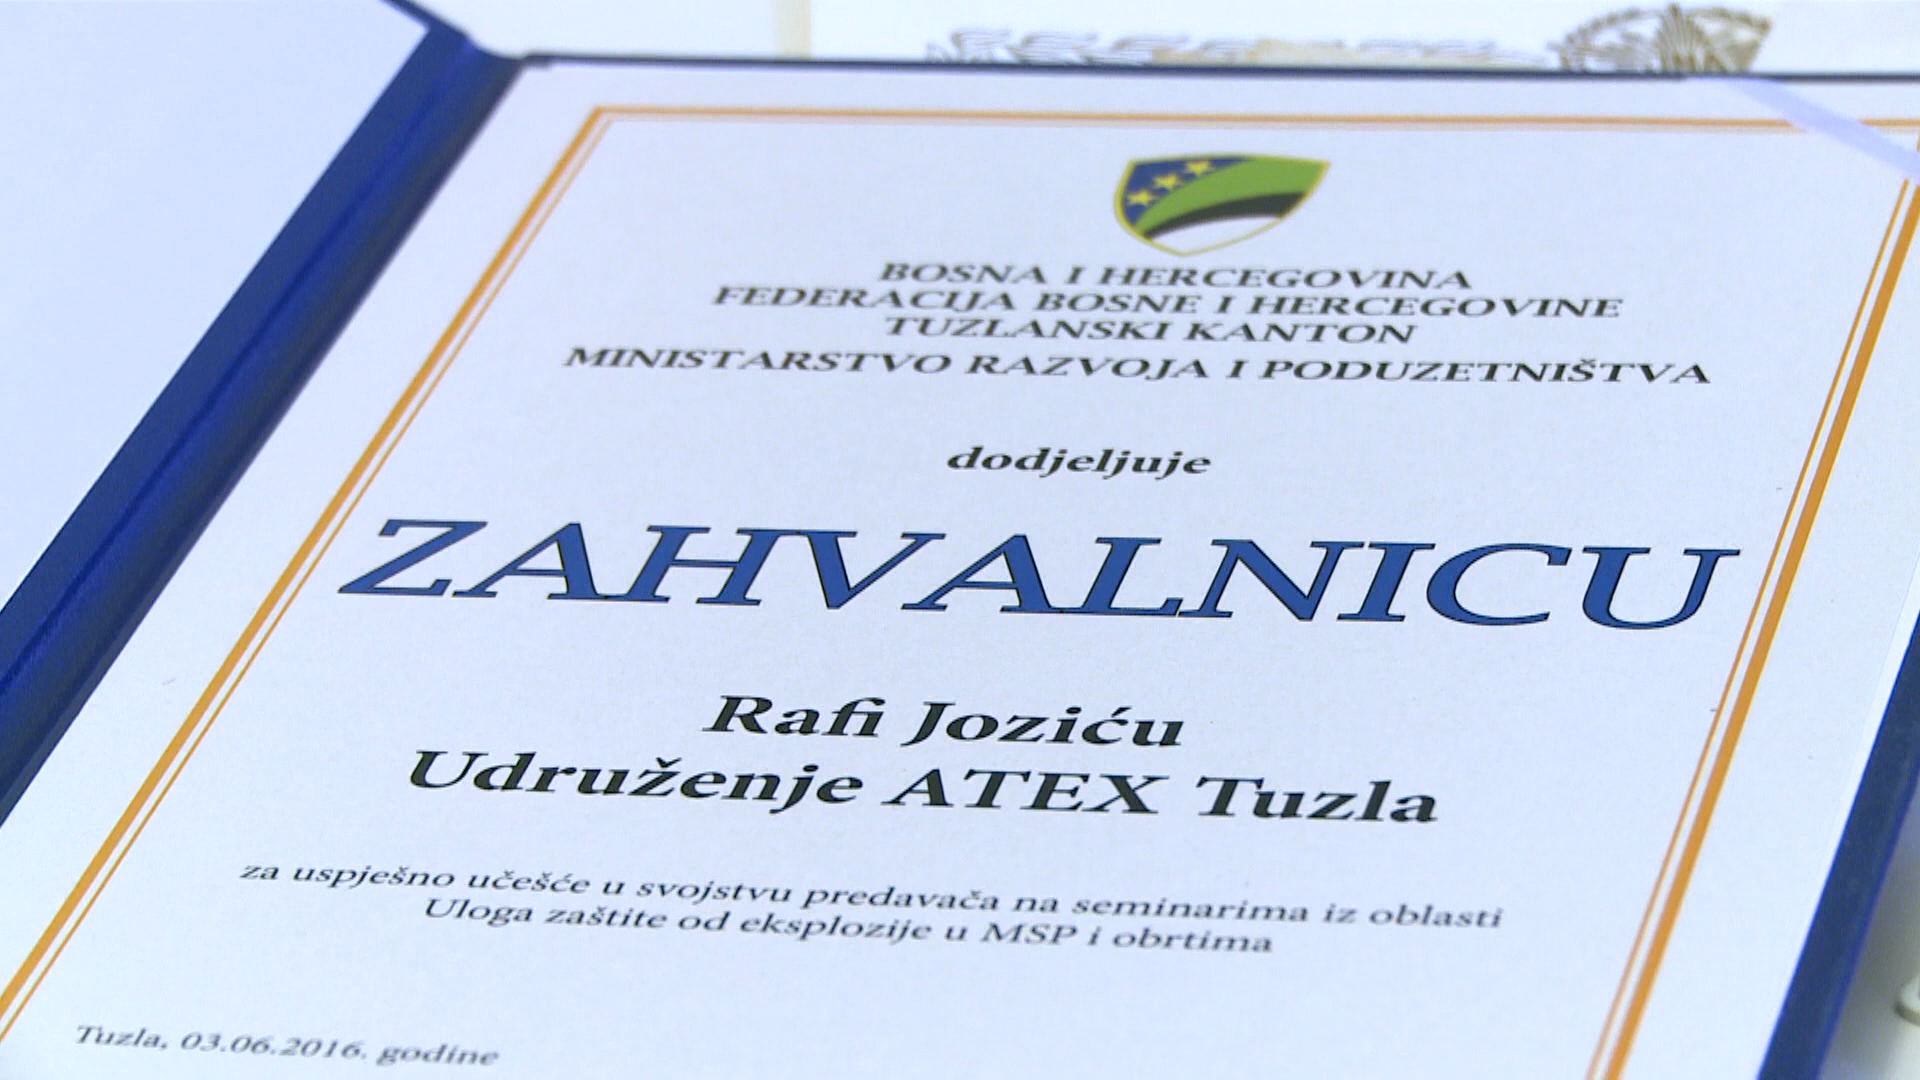 BOSNA I HERCEGOVINA
FEDERACIJA BOSNE I HERCEGOVINE
TUZLANSKI KANTON
MINISTARSTVO RAZVOJA I PODUZETNIŠTVA
dodjeljuje
ZAHVALNICU
Rafi Joziću
Udruženje ATEX Tuzla
za uspješno učešće u svojstvu predavača na seminarima iz oblasti
Uloga zaštite od eksplozije u MSP i obrtima
Tuzla, 03.06.2016. godine